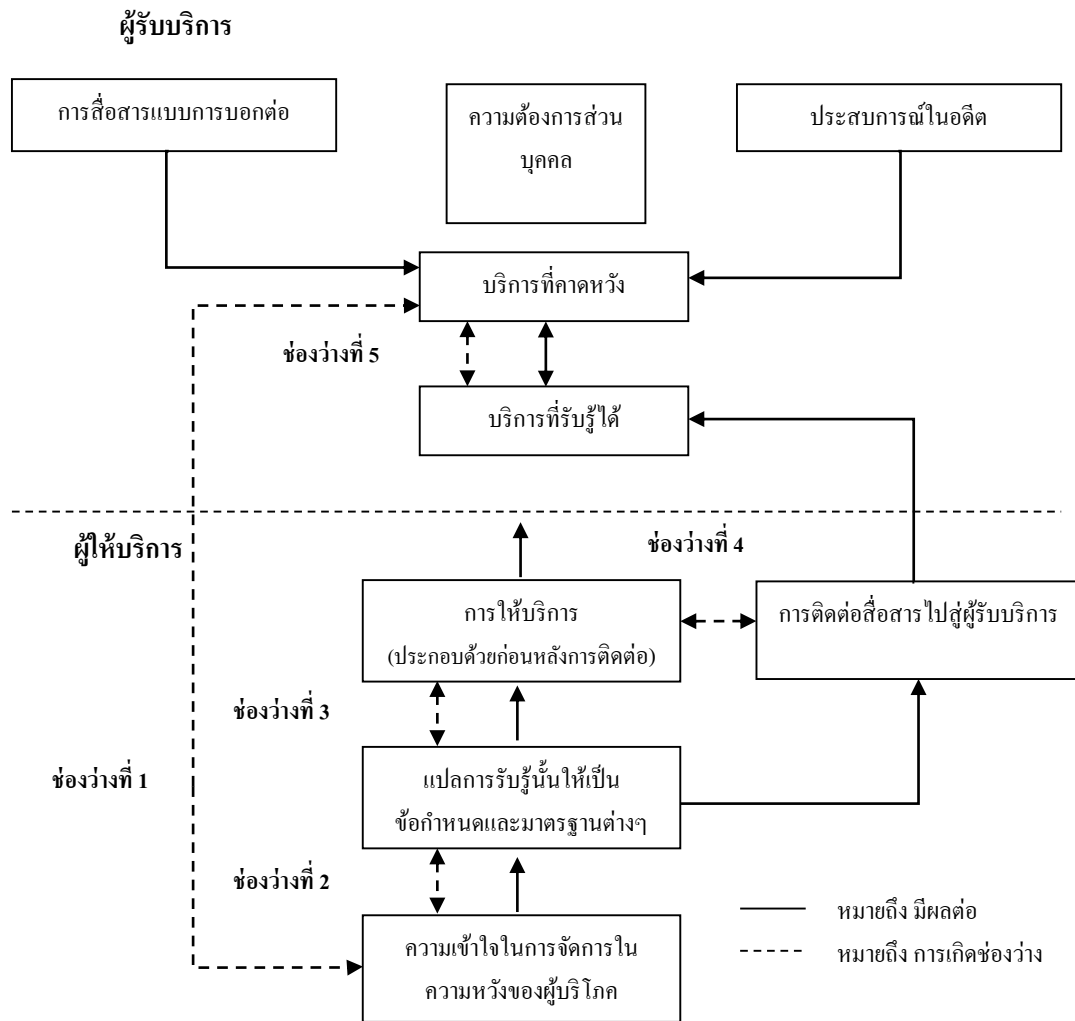 ผู้รับบริการ
การสื่อสารแบบการบอกต่อ
ความต้องการส่วน
บุคคล
ประสบการณ์ในอดีต
บริการที่คาดหวัง
ช่องว่างที่ 5
บริการที่รับรู้ได้
ผู้ให้บริการ
ช่องว่างที่ 4
การให้บริการ
(ประกอบด้วยก่อนหลังการติดต่อ)
การติดต่อสื่อสารไปสู่ผู้รับบริการ
ช่องว่างที่ 3
ช่องว่างที่ 1
แปลการรับรู้นั้นให้เป็น
ข้อกำหนดและมาตรฐานต่างๆ
ช่องว่างที่ 2
ความเข้าใจในการจัดการใน
ความหวังของผู้บริโภค
หมายถึง มีผลต่อ
หมายถึง การเกิดช่องว่าง